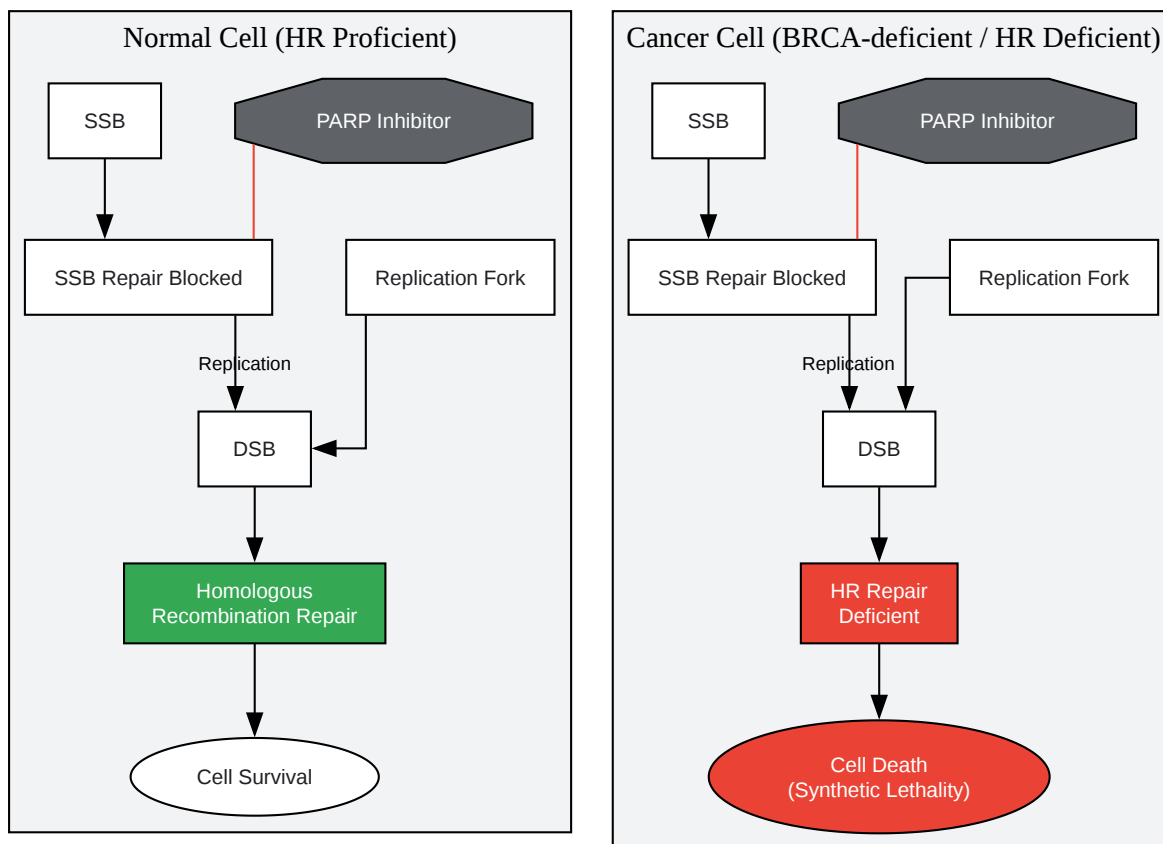 Normal Cell (HR Proficient)
SSB
PARP Inhibitor
SSB Repair Blocked
Replication Fork
Replication
DSB
Homologous
Recombination Repair
Cell Survival
Cancer Cell (BRCA-deficient / HR Deficient)
SSB
PARP Inhibitor
SSB Repair Blocked
Replication Fork
Replication
DSB
HR Repair
Deficient
Cell Death
(Synthetic Lethality)